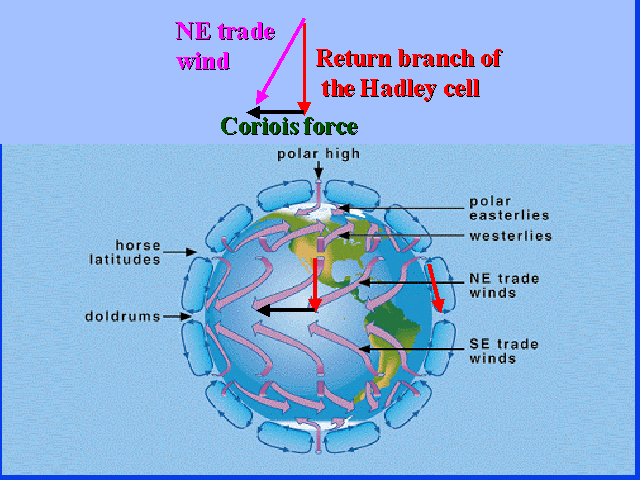 NE trade
wind
Return branch of
the Hadley cell
Coriois force
polar high
polar
easterlies
westerlies
horse
latitudes
NE trade
winds
doldrums
SE trade
winds